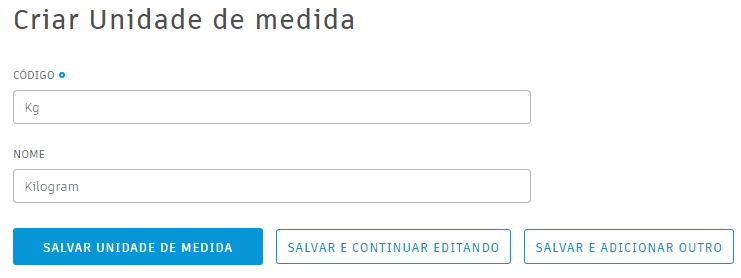 Criar Unidade de medida
CÓDIGO
Kg
NOME
Kilogram
SALVAR UNIDADE DE MEDIDA SALVAR E CONTINUAR EDITANDO SALVAR E ADICIONAR OUTRO